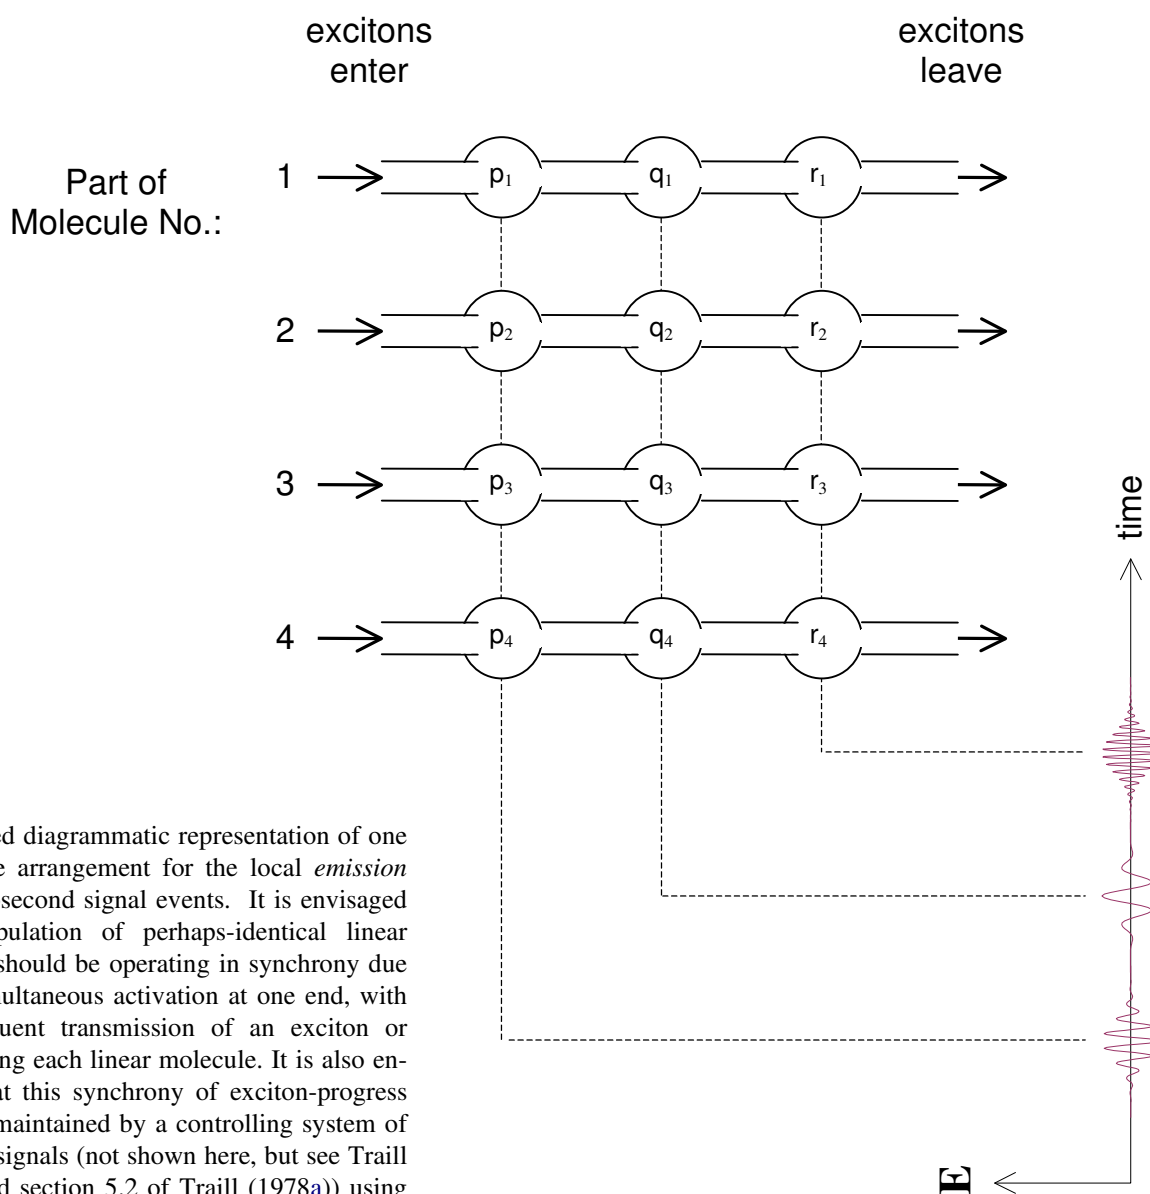 excitons
enter
excitons
leave
Part of
Molecule No.:
1 p₁ q₁ r₁
2 p₂ q₂ r₂
3 p₃ q₃ r₃
4 p₄ q₄ r₄
time
ed diagrammatic representation of one
e arrangement for the local emission
second signal events. It is envisaged
pulation of perhaps-identical linear
should be operating in synchrony due
multaneous activation at one end, with
quent transmission of an exciton or
ng each linear molecule. It is also en-
at this synchrony of exciton-progress
maintained by a controlling system of
signals (not shown here, but see Traill
d section 5.2 of Traill (1978a)) using
E